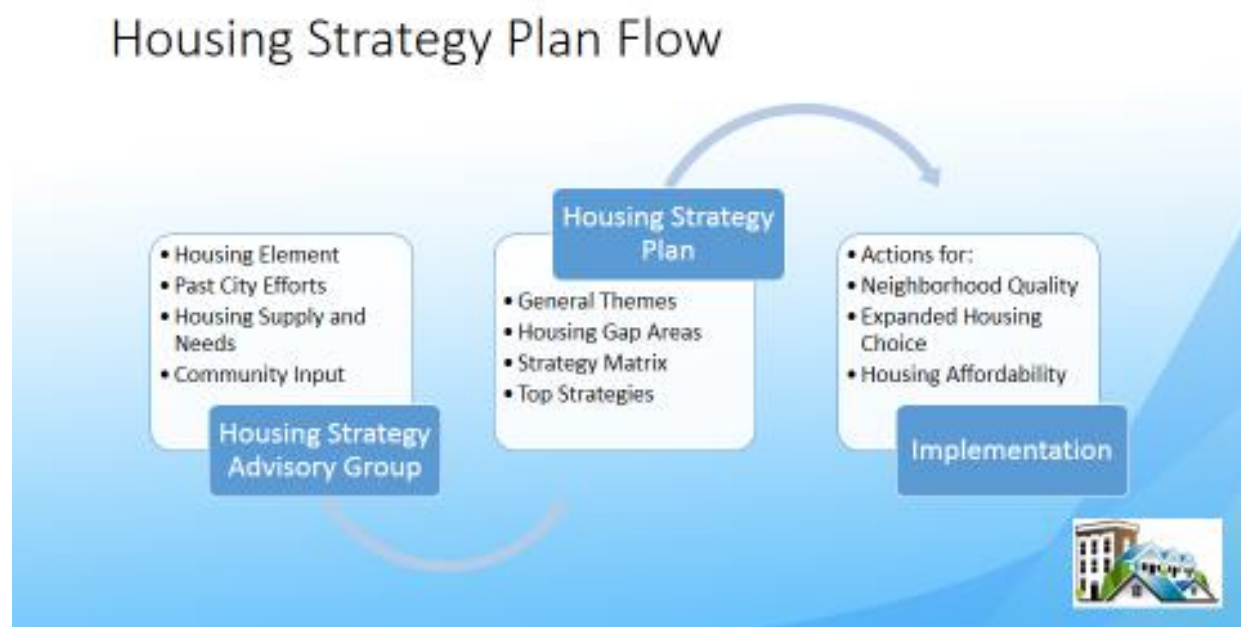 Housing Strategy Plan Flow
• Housing Element
• Past City Efforts
• Housing Supply and
Needs
• Community Input
Housing Strategy
Advisory Group
Housing Strategy
Plan
• General Themes
• Housing Gap Areas
• Strategy Matrix
• Top Strategies
• Actions for:
• Neighborhood Quality
• Expanded Housing
Choice
• Housing Affordability
Implementation